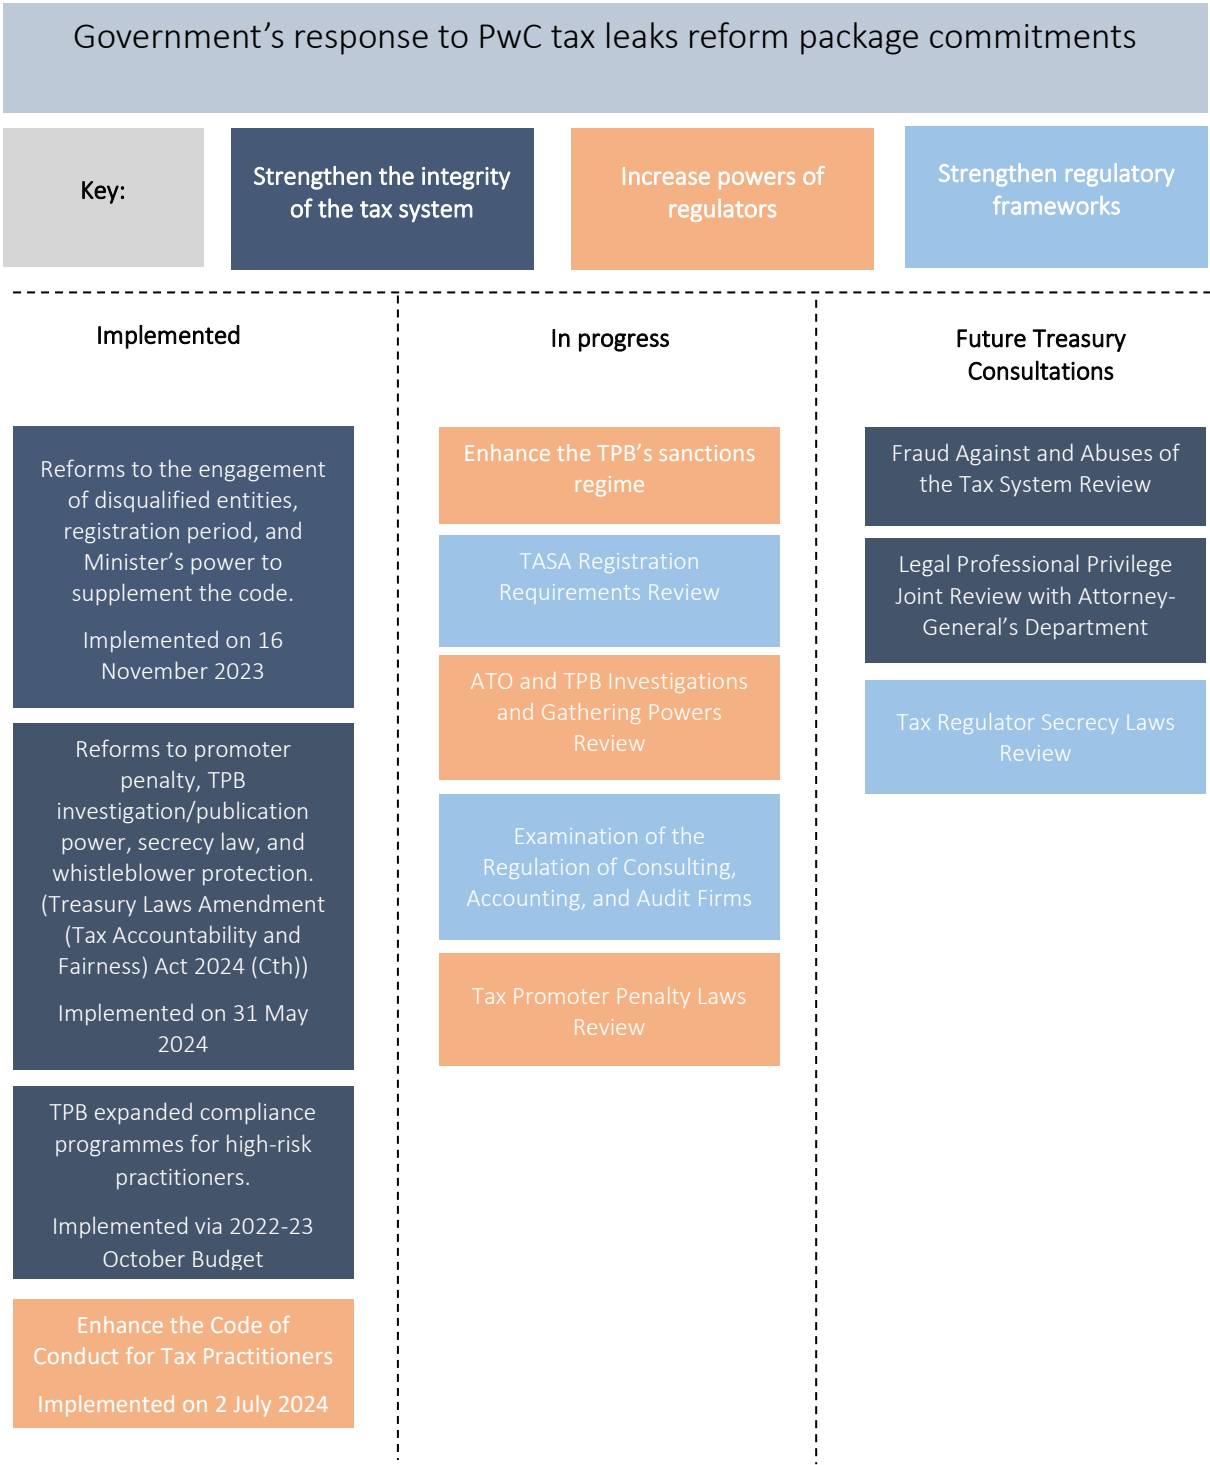 Government’s response to PwC tax leaks reform package commitments
Key:
Strengthen the integrity
of the tax system
Increase powers of
regulators
Strengthen regulatory
frameworks
Implemented
Reforms to the engagement
of disqualified entities,
registration period, and
Minister’s power to
supplement the code.
Implemented on 16
November 2023
Reforms to promoter
penalty, TPB
investigation/publication
power, secrecy law, and
whistleblower protection.
(Treasury Laws Amendment
(Tax Accountability and
Fairness) Act 2024 (Cth))
Implemented on 31 May
2024
TPB expanded compliance
programmes for high-risk
practitioners.
Implemented via 2022-23
October Budget
Enhance the Code of
Conduct for Tax Practitioners
Implemented on 2 July 2024
In progress
Enhance the TPB’s sanctions
regime
TASA Registration
Requirements Review
ATO and TPB Investigations
and Gathering Powers
Review
Examination of the
Regulation of Consulting,
Accounting, and Audit Firms
Tax Promoter Penalty Laws
Review
Future Treasury
Consultations
Fraud Against and Abuses of
the Tax System Review
Legal Professional Privilege
Joint Review with Attorney-
General’s Department
Tax Regulator Secrecy Laws
Review